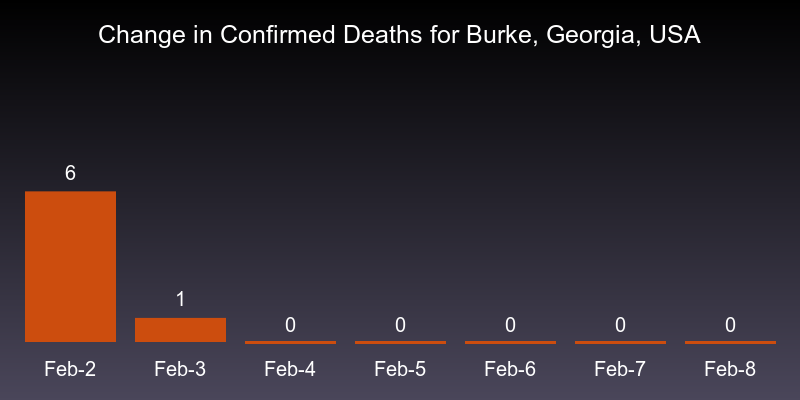 Change in Confirmed Deaths for Burke, Georgia, USA
6
1
0 0 0 0 0
Feb-2 Feb-3 Feb-4 Feb-5 Feb-6 Feb-7 Feb-8